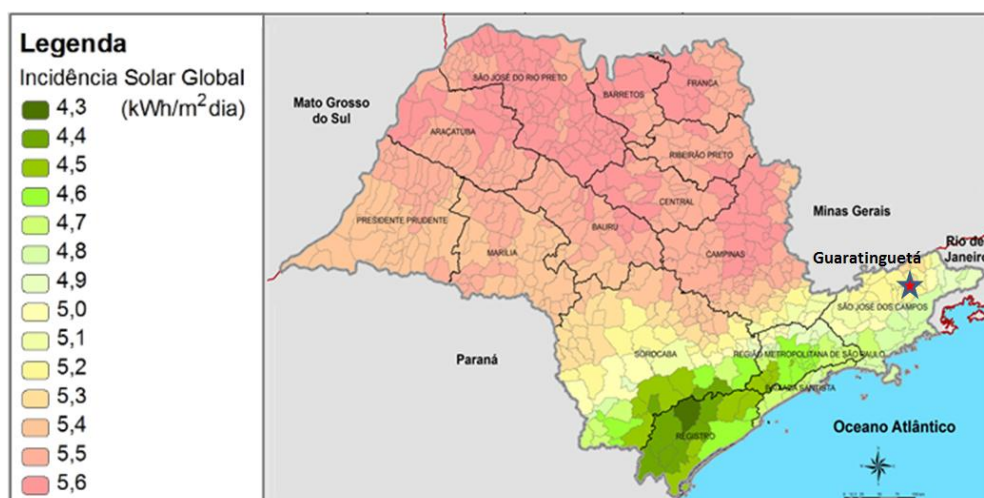 Legenda
Incidência Solar Global
(kWh/m² dia)
4,3
4,4
4,5
4,6
4,7
4,8
4,9
5,0
5,1
5,2
5,3
5,4
5,5
5,6
Mato Grosso
do Sul
SÃO JOSÉ DO RIO PRETO
BARRETOS
FRANCA
ARAÇATUBA
RIBEIRÃO PRETO
PRESIDENTE PRUDENTE
MARÍLIA
BAURU
CENTRAL
CAMPINAS
Minas Gerais
Rio de
Janeiro
Guaratinguetá
SÃO JOSÉ DOS CAMPOS
Paraná
SOROCABA
REGIÃO METROPOLITANA DE SÃO PAULO
BAIXADA SANTISTA
REGISTRO
Oceano Atlântico